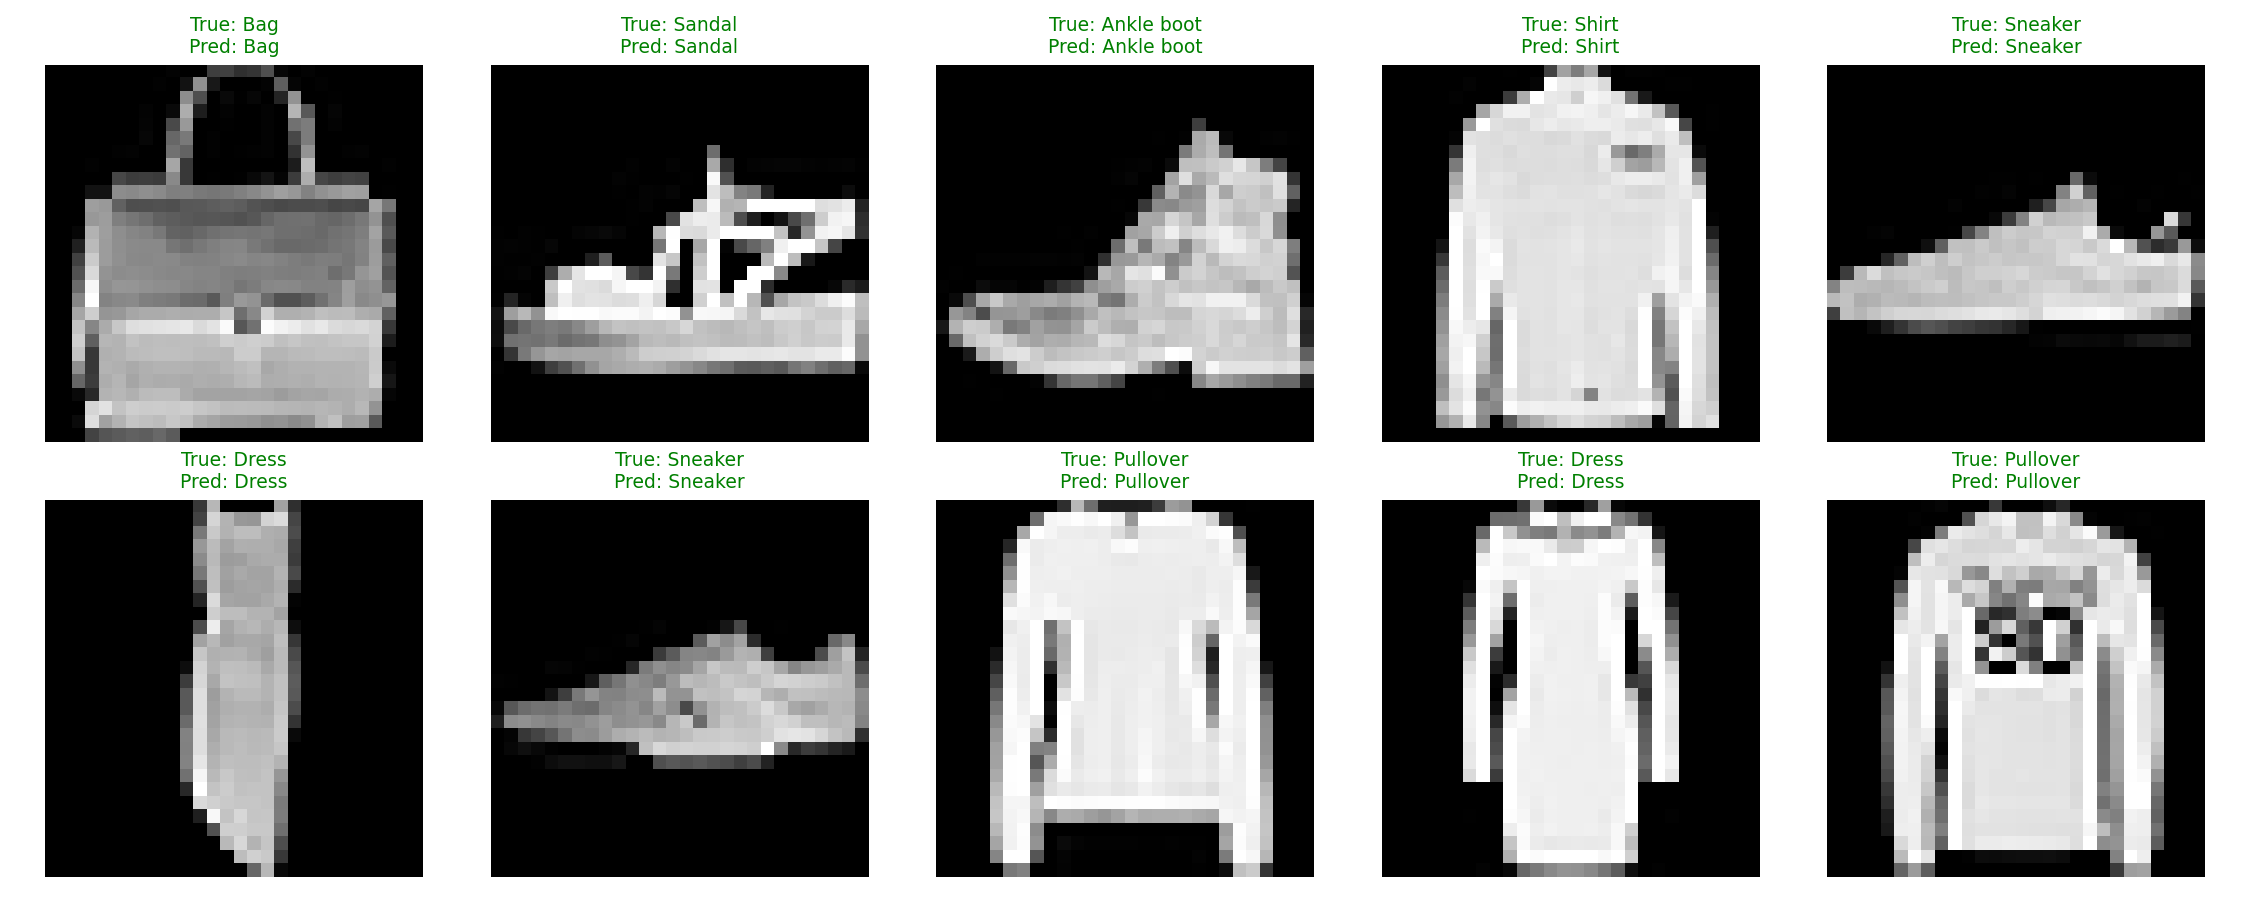 True: Bag
Pred: Bag
True: Sandal
Pred: Sandal
True: Ankle boot
Pred: Ankle boot
True: Shirt
Pred: Shirt
True: Sneaker
Pred: Sneaker
True: Dress
Pred: Dress
True: Sneaker
Pred: Sneaker
True: Pullover
Pred: Pullover
True: Dress
Pred: Dress
True: Pullover
Pred: Pullover